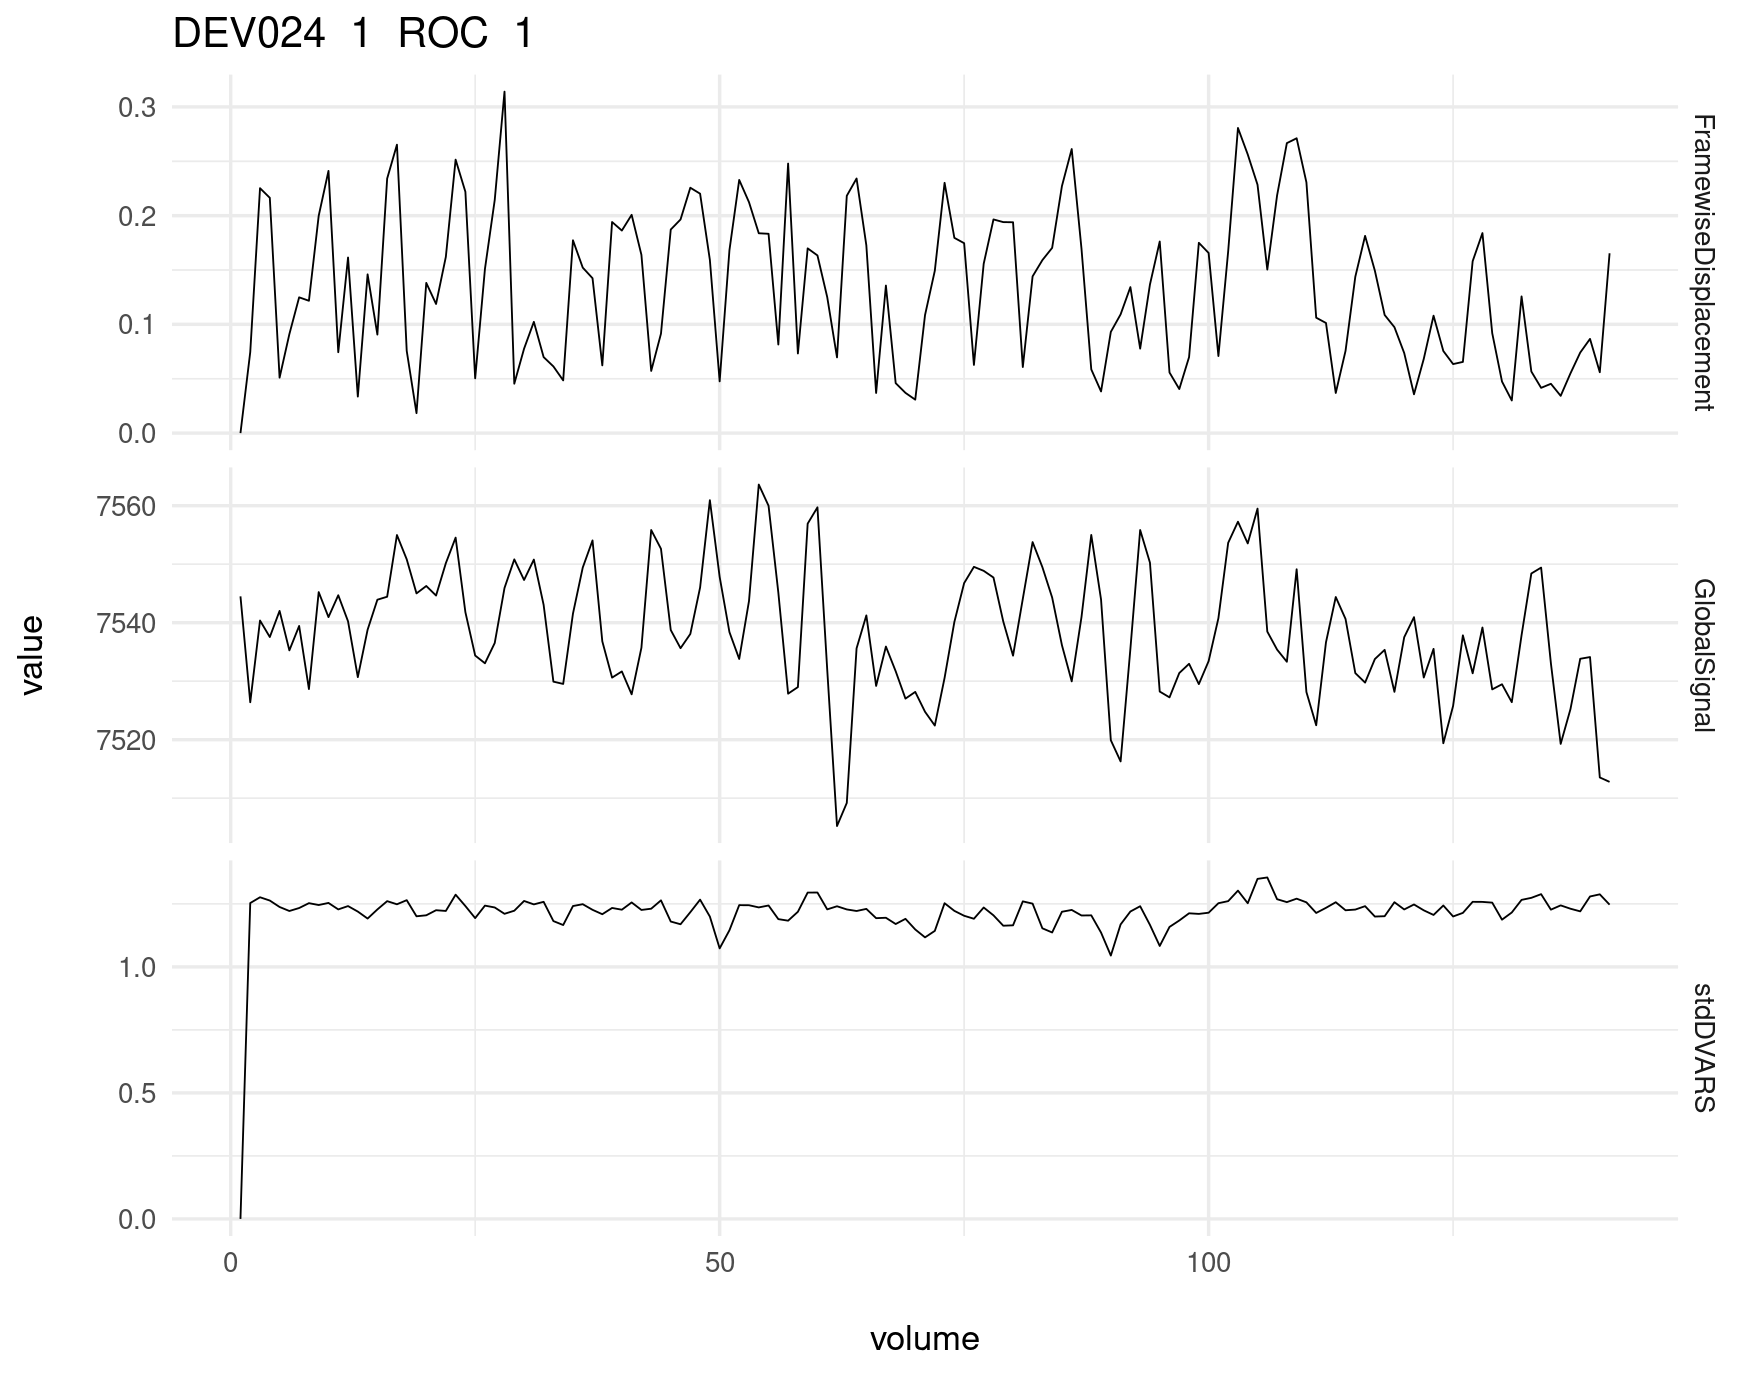 DEV024 1 ROC 1
0.3
0.2
0.1
0.0
FramewiseDisplacement
7560
7540
7520
GlobalSignal
value
1.0
0.5
0.0
stdDVARS
0 50 100
volume